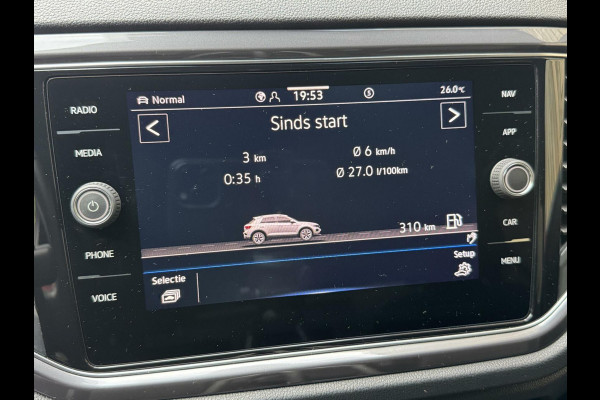 RADIO
MEDIA
PHONE
VOICE
Normal
19:53
26.0°C
Sinds start
3 km
Ø 6 km/h
0:35 h
Ø 27.0 l/100km
310 km
Selectie
Setup
NAV
APP
CAR
MENU